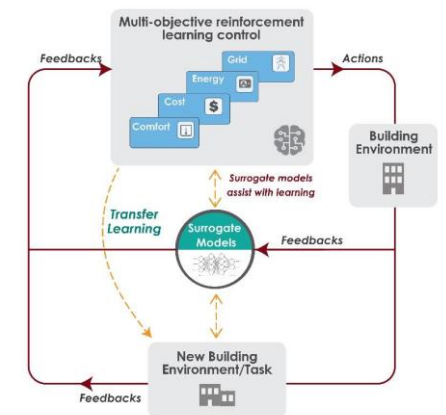 Multi-objective reinforcement
learning control
Feedbacks
Actions
Grid
Energy
Cost
$
Comfort
Building
Environment
Surrogate models
assist with learning
Transfer
Learning
Surrogate
Models
Feedbacks
New Building
Environment/Task
Feedbacks